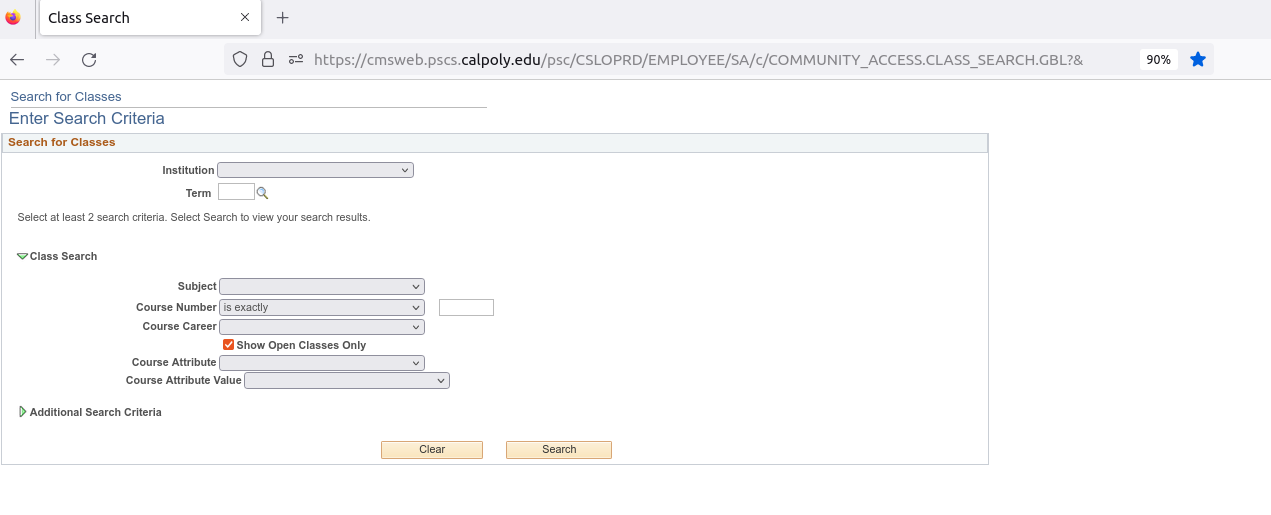 Class Search
https://cmsweb.pscs.calpoly.edu/psc/CSLOPRD/EMPLOYEE/SA/c/COMMUNITY_ACCESS.CLASS_SEARCH.GBL?& 90%
Search for Classes
Enter Search Criteria
Search for Classes
Institution
Term
Select at least 2 search criteria. Select Search to view your search results.
Class Search
Subject
Course Number is exactly
Course Career
Show Open Classes Only
Course Attribute
Course Attribute Value
Additional Search Criteria
Clear Search